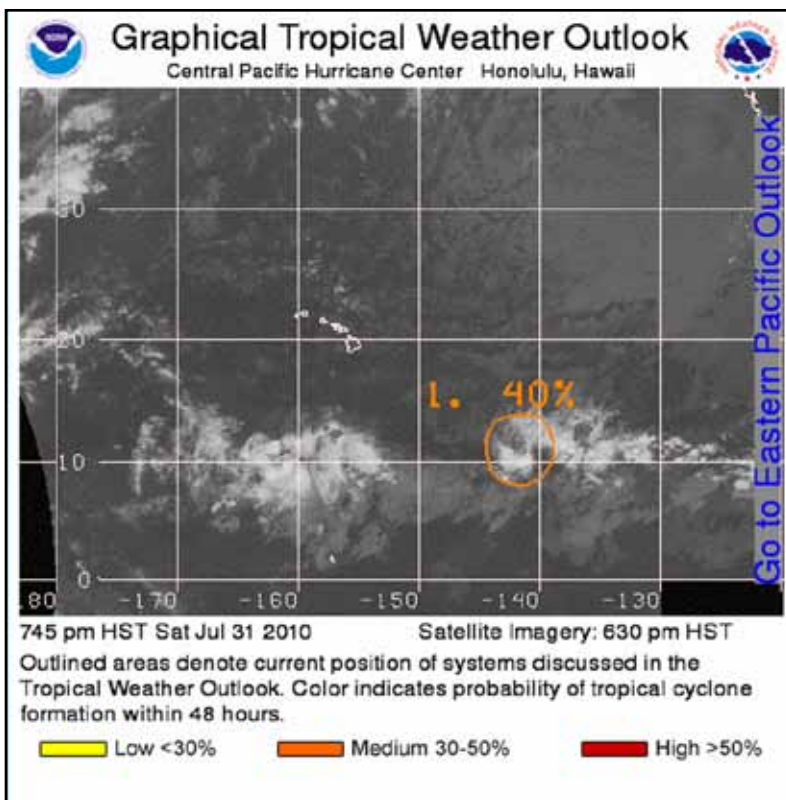 Graphical Tropical Weather Outlook
Central Pacific Hurricane Center Honolulu, Hawaii
Go to Eastern Pacific Outlook
30
20
1. 40%
10
0
80 -170 -160 -150 -140 -130
745 pm HST Sat Jul 31 2010 Satellite Imagery: 630 pm HST
Outlined areas denote current position of systems discussed in the
Tropical Weather Outlook. Color indicates probability of tropical cyclone
formation within 48 hours.
Low <30% Medium 30-50% High >50%